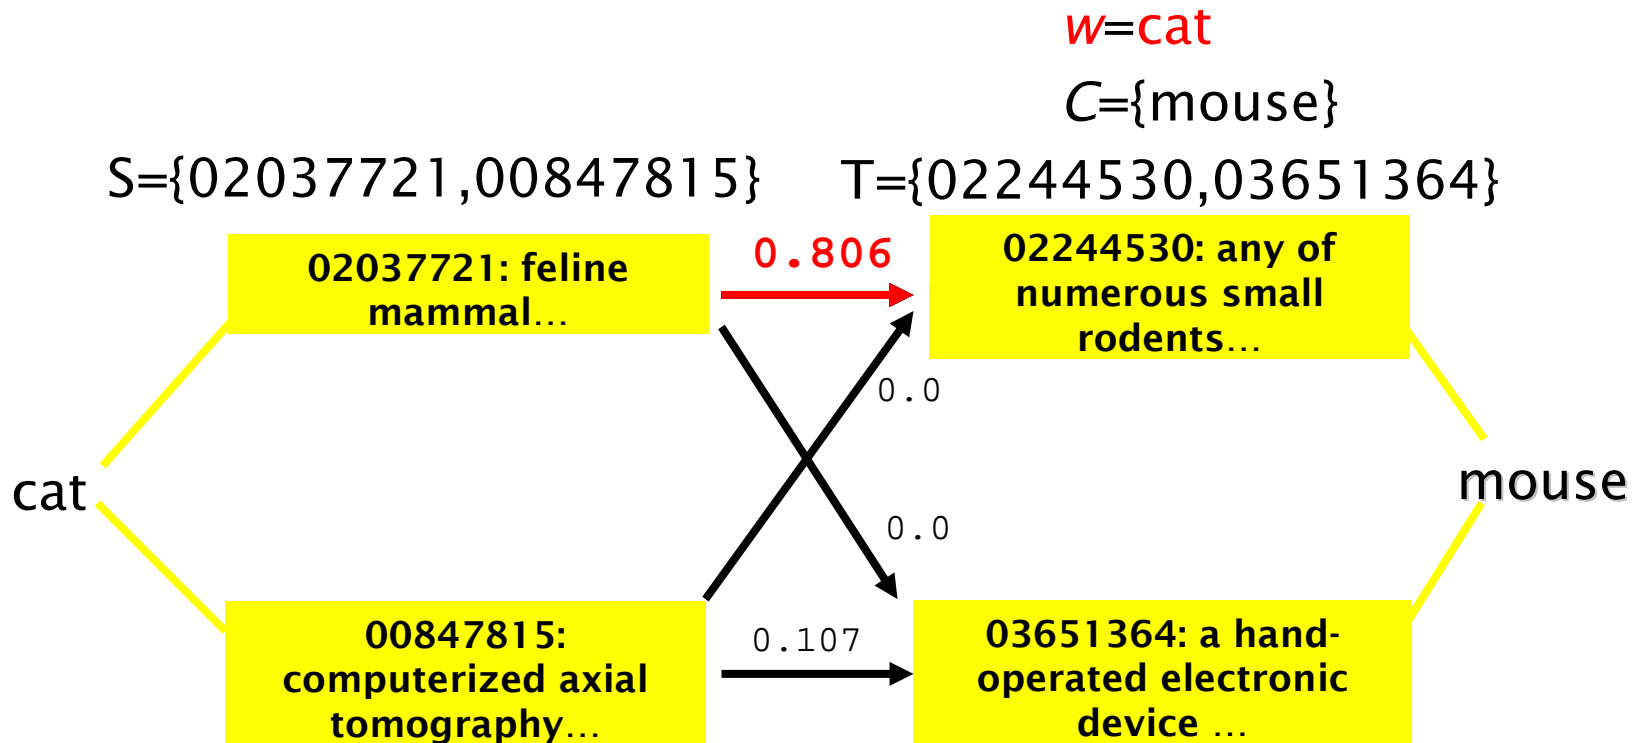 w=cat
C={mouse}
S={02037721,00847815}
T={02244530,03651364}
02037721: feline
mammal...
0.806
02244530: any of
numerous small
rodents...
0.0
cat
mouse
0.0
00847815:
computerized axial
tomography...
0.107
03651364: a hand-
operated electronic
device ...